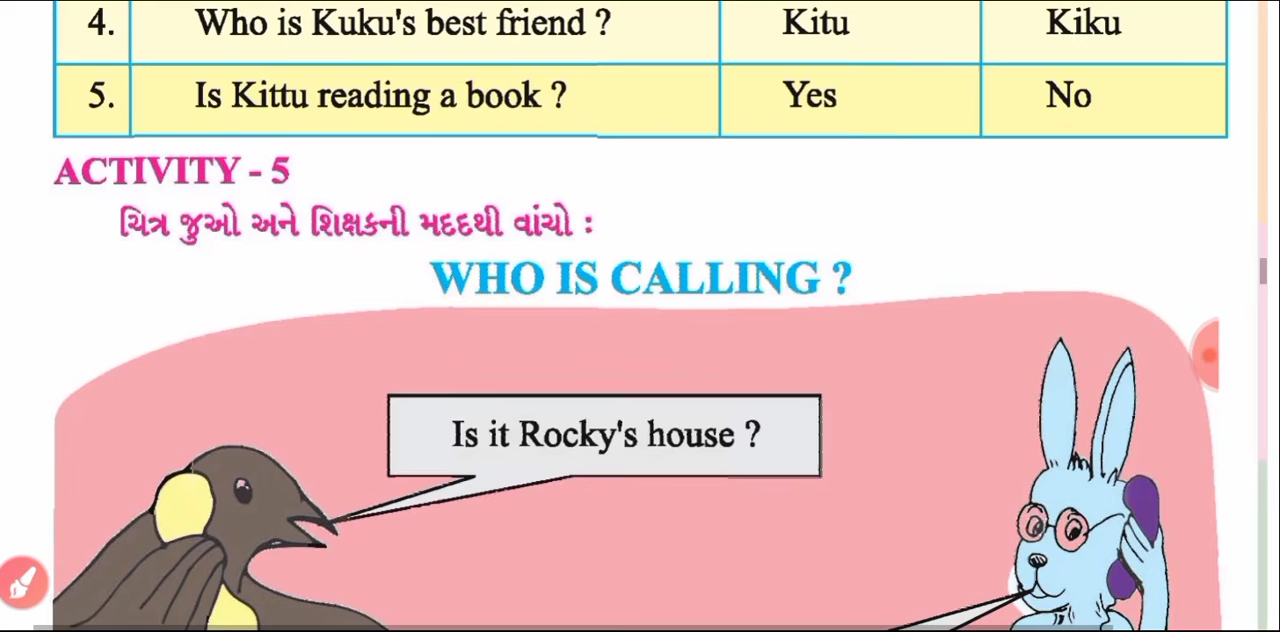 4. Who is Kuku's best friend ? Kitu Kiku
5. Is Kittu reading a book ? Yes No
ACTIVITY - 5
ચિત્ર જુઓ અને શિક્ષકની મદદથી વાંચો :
WHO IS CALLING ?
Is it Rocky's house ?